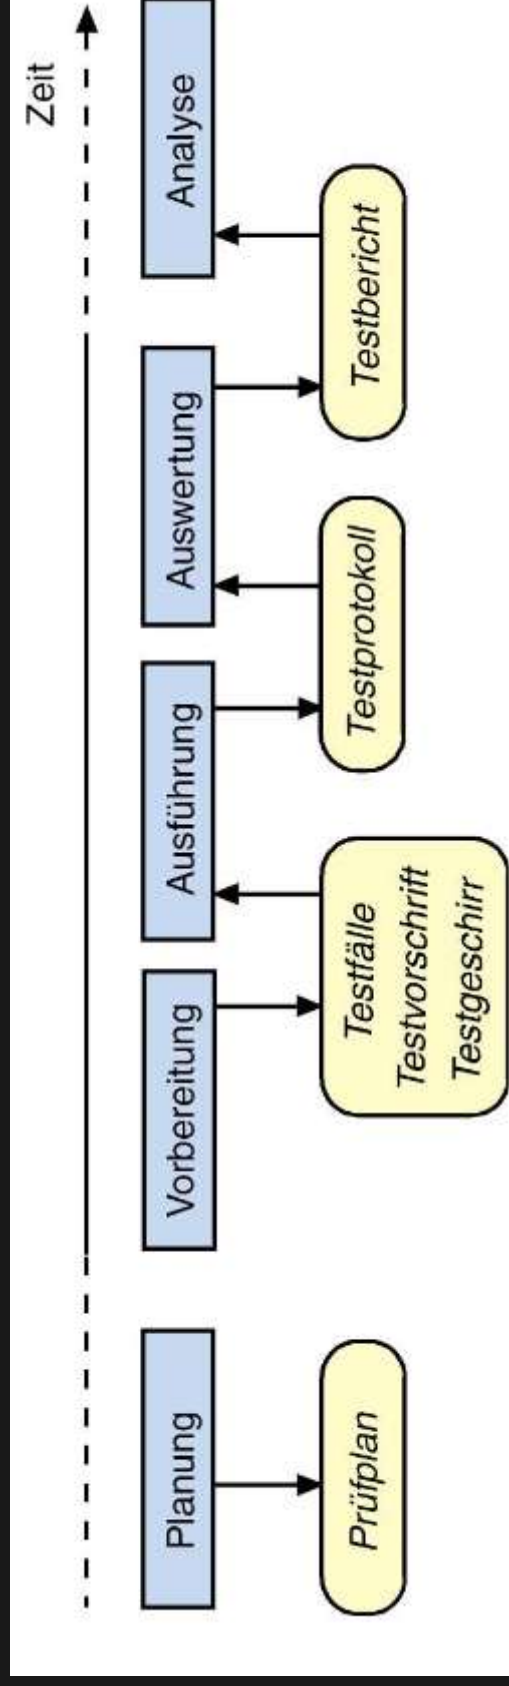 Zeit
Planung
Vorbereitung
Ausführung
Auswertung
Analyse
Prüfplan
Testfälle
Testvorschrift
Testgeschirr
Testprotokoll
Testbericht